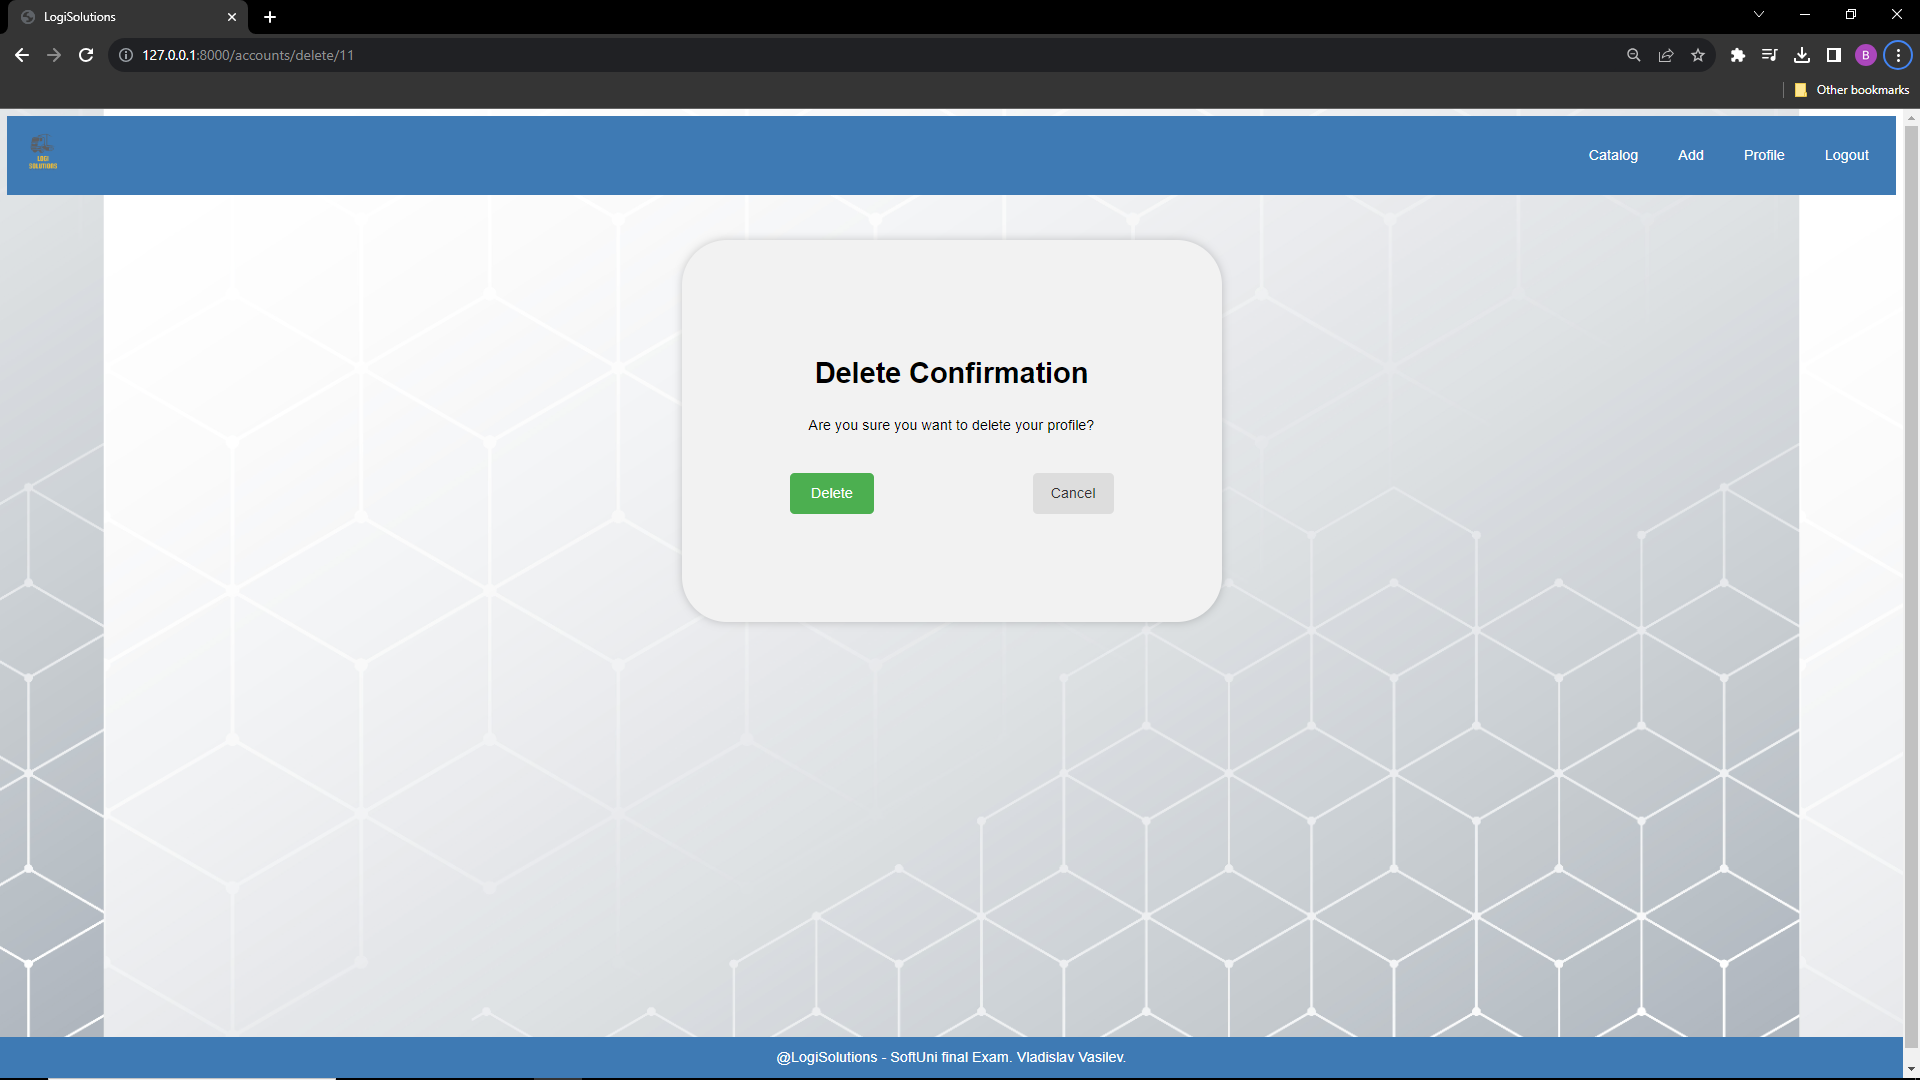 LogiSolutions
127.0.0.1:8000/accounts/delete/11
B
Other bookmarks
LOGI
SOLUTIONS
Catalog
Add
Profile
Logout
Delete Confirmation
Are you sure you want to delete your profile?
Delete
Cancel
@LogiSolutions - SoftUni final Exam. Vladislav Vasilev.